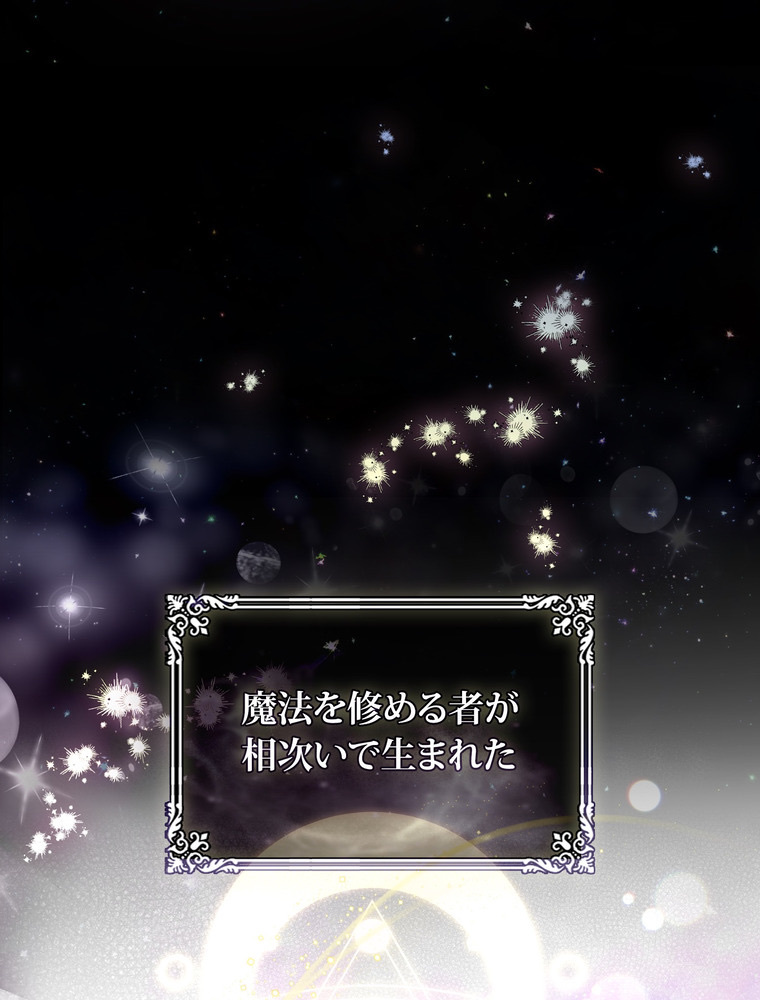 魔法を修める者が
相次いで生まれた